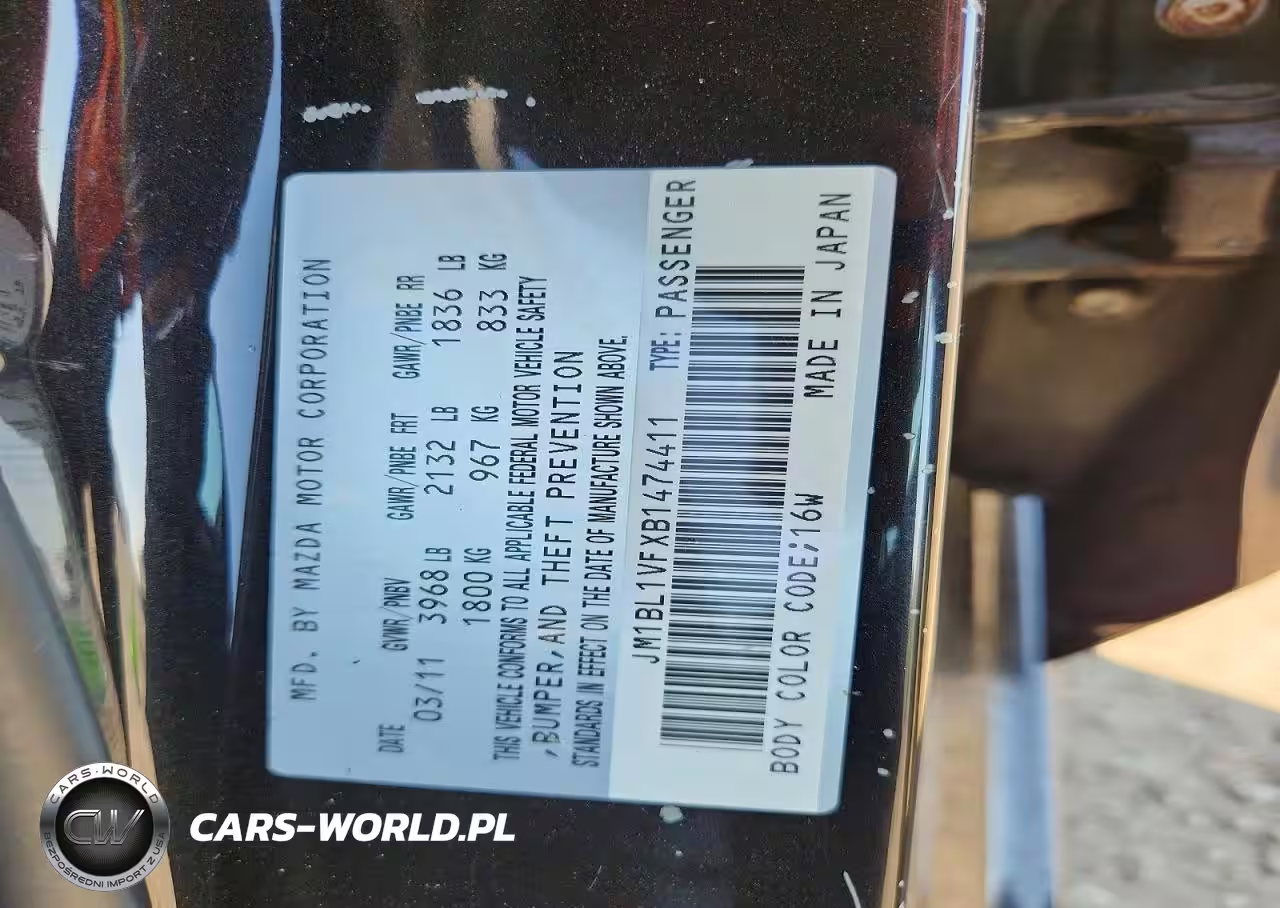 MFD. BY MAZDA MOTOR CORPORATION
DATE GVWR/PNBV GAWR/PNBE FRT GAWR/PNBE RR
03/11 3968 LB 2132 LB 1836 LB
1800 KG 967 KG 833 KG
THIS VEHICLE CONFORMS TO ALL APPLICABLE FEDERAL MOTOR VEHICLE SAFETY
,BUMPER,AND THEFT PREVENTION
STANDARDS IN EFFECT ON THE DATE OF MANUFACTURE SHOWN ABOVE.
JM1BL1VFXB1474411 TYPE: PASSENGER
BODY COLOR CODE;16W MADE IN JAPAN
CARS-WORLD
CW
BEZPOŚREDNI IMPORT Z USA
CARS-WORLD.PL